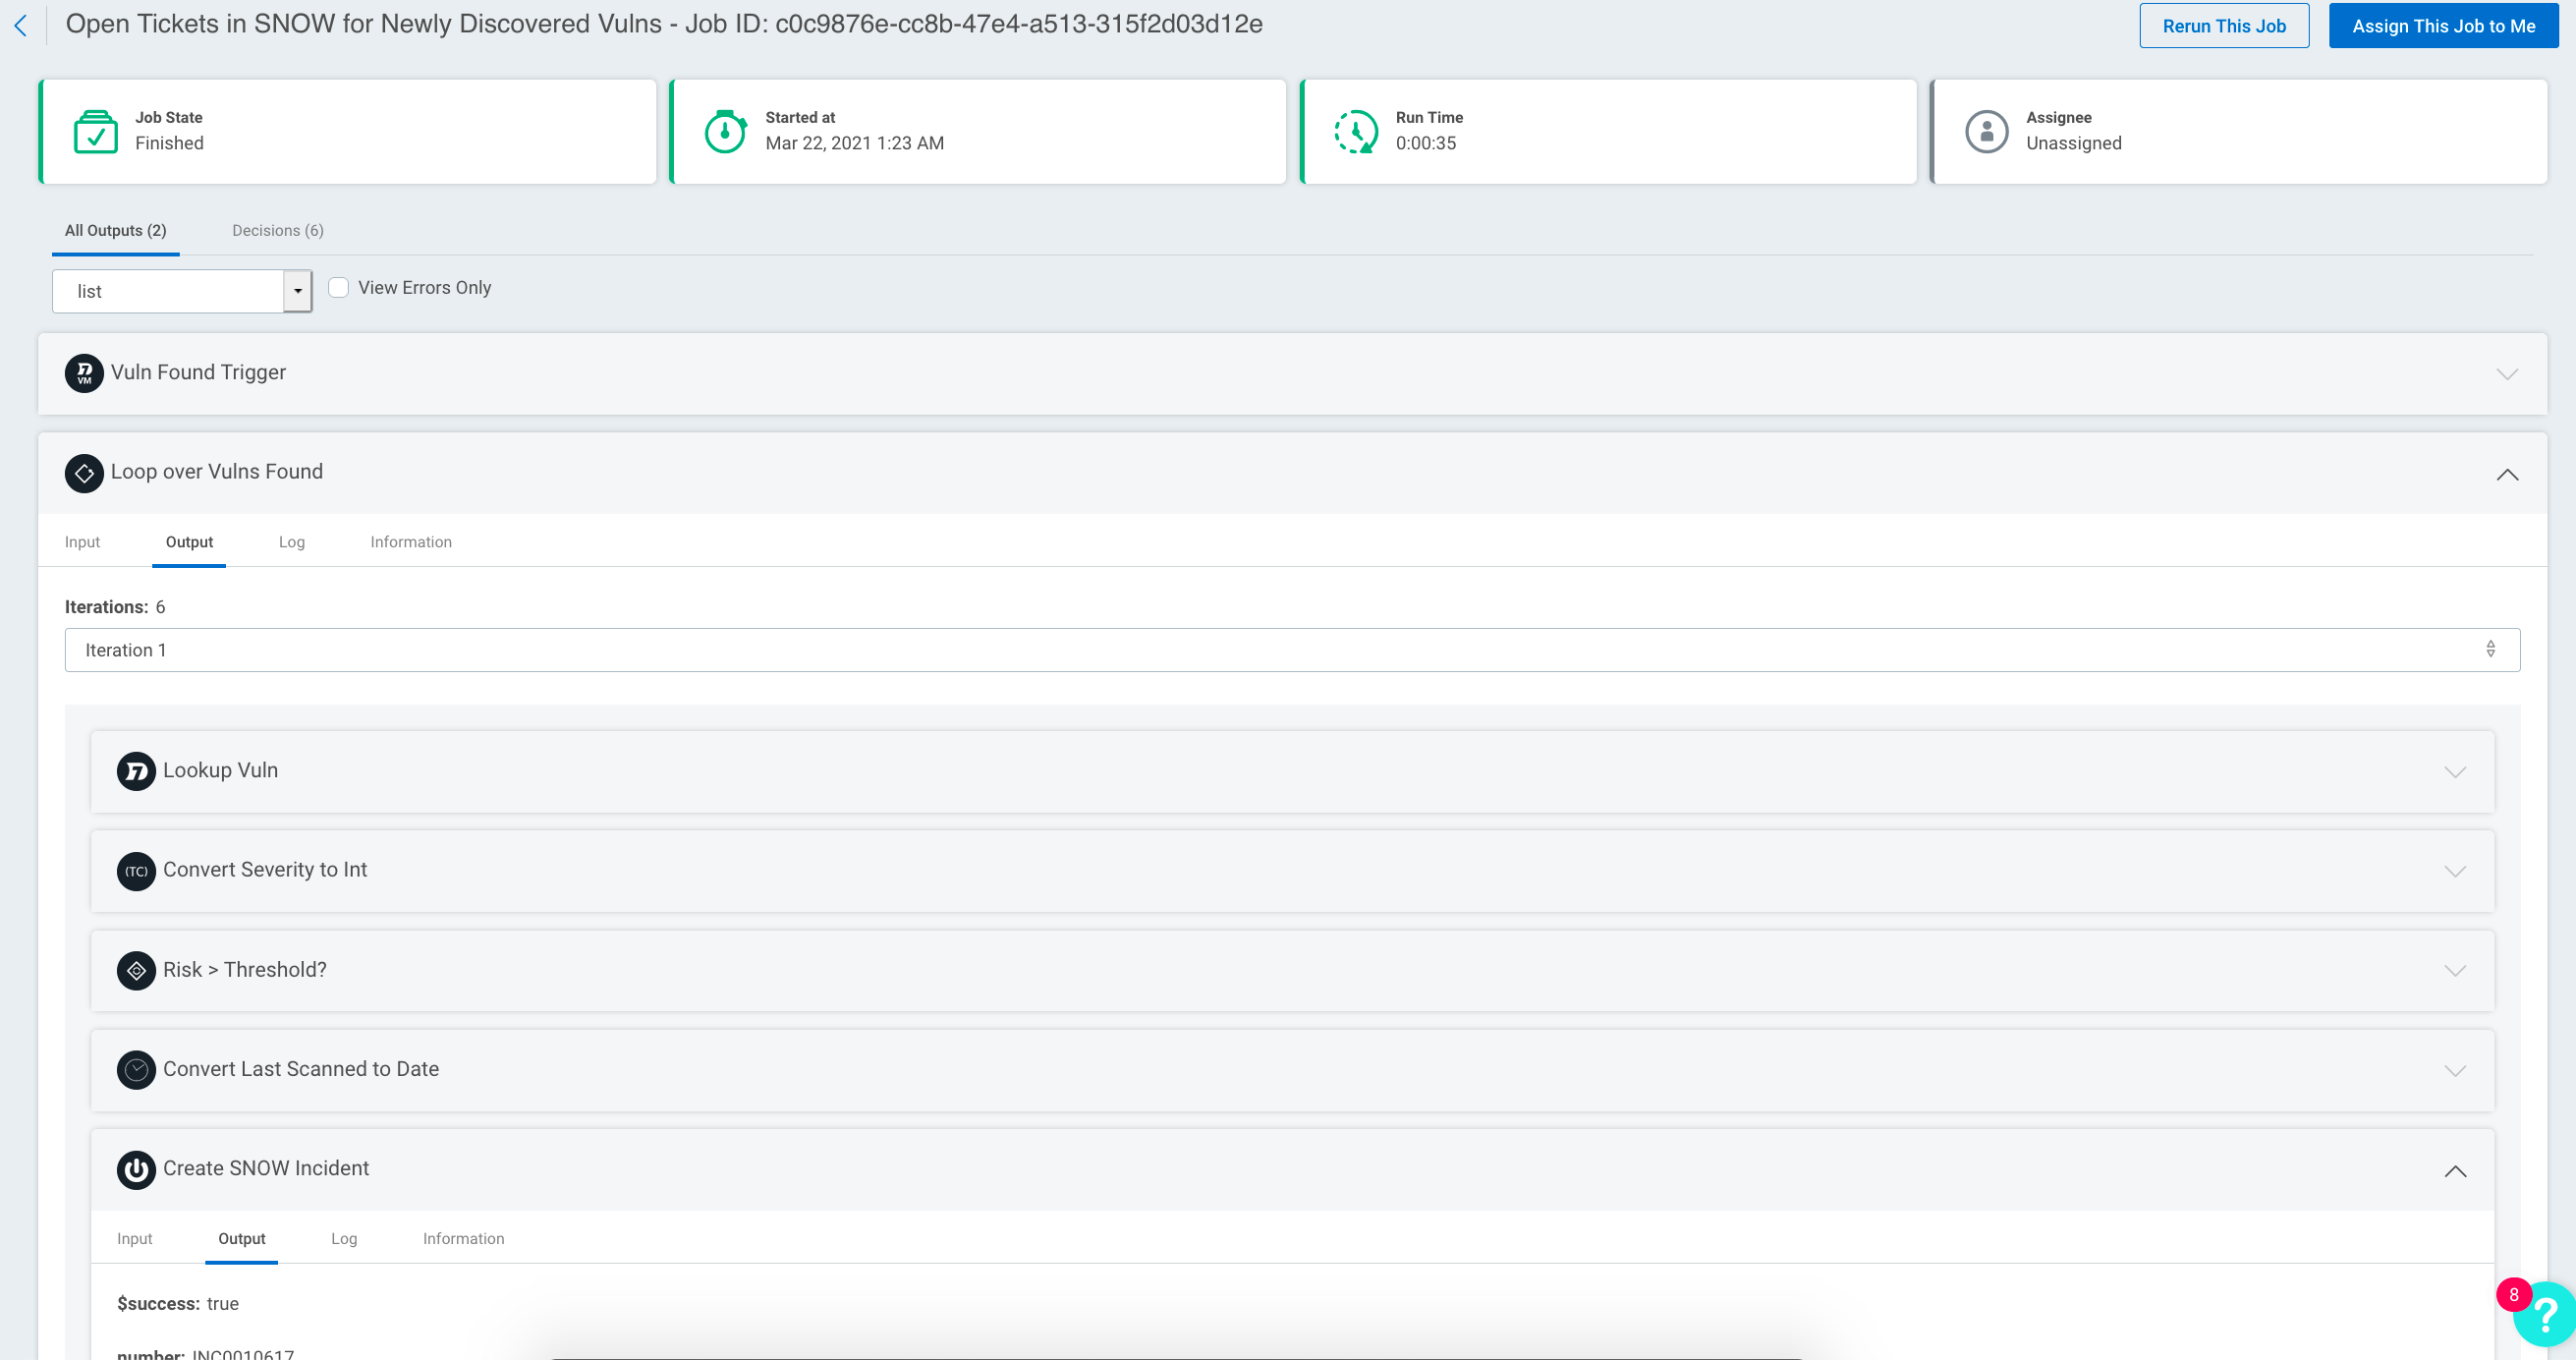 Open Tickets in SNOW for Newly Discovered Vulns - Job ID: c0c9876e-cc8b-47e4-a513-315f2d03d12e
Rerun This Job
Assign This Job to Me
Job State
Finished
Started at
Mar 22, 2021 1:23 AM
Run Time
0:00:35
Assignee
Unassigned
All Outputs (2)
Decisions (6)
list
View Errors Only
VM
Vuln Found Trigger
Loop over Vulns Found
Input
Output
Log
Information
Iterations: 6
Iteration 1
Lookup Vuln
(TC)
Convert Severity to Int
Risk > Threshold?
Convert Last Scanned to Date
Create SNOW Incident
Input
Output
Log
Information
$success: true
8
?
number: INC0010617